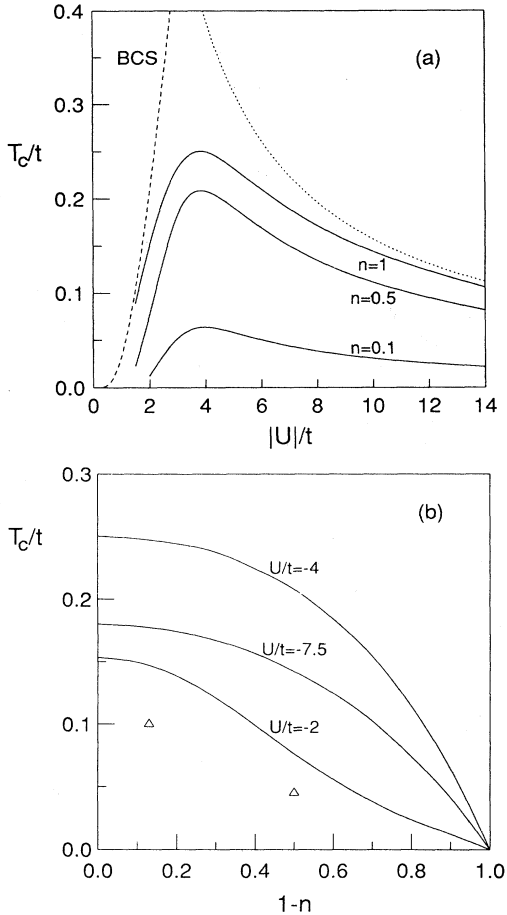 0.4
BCS
(a)
0.3
Tc/t
0.2
n=1
0.1
n=0.5
n=0.1
0.0
0 2 4 6 8 10 12 14
|U|/t
0.3
(b)
Tc/t
U/t=-4
0.2
U/t=-7.5
0.1
U/t=-2
0.0
0.0 0.2 0.4 0.6 0.8 1.0
1-n